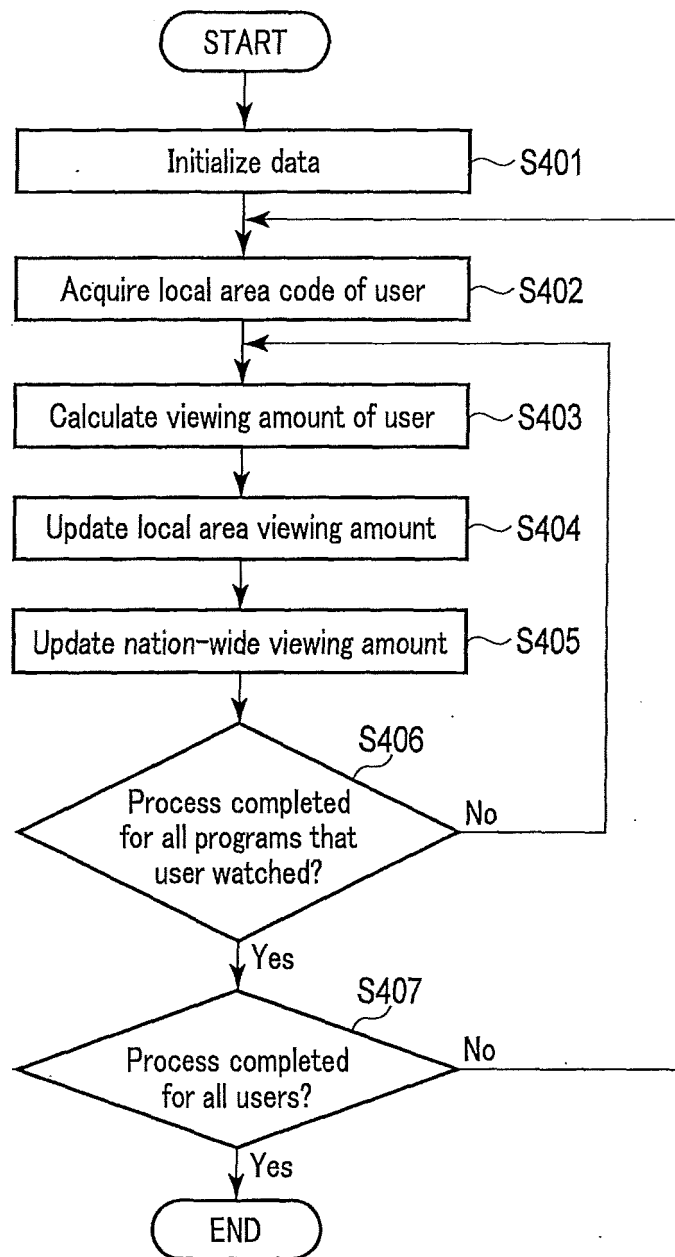 START
Initialize data
S401
Acquire local area code of user
S402
Calculate viewing amount of user
S403
Update local area viewing amount
S404
Update nation-wide viewing amount
S405
S406
Process completed
for all programs that
user watched?
No
Yes
S407
Process completed
for all users?
No
Yes
END